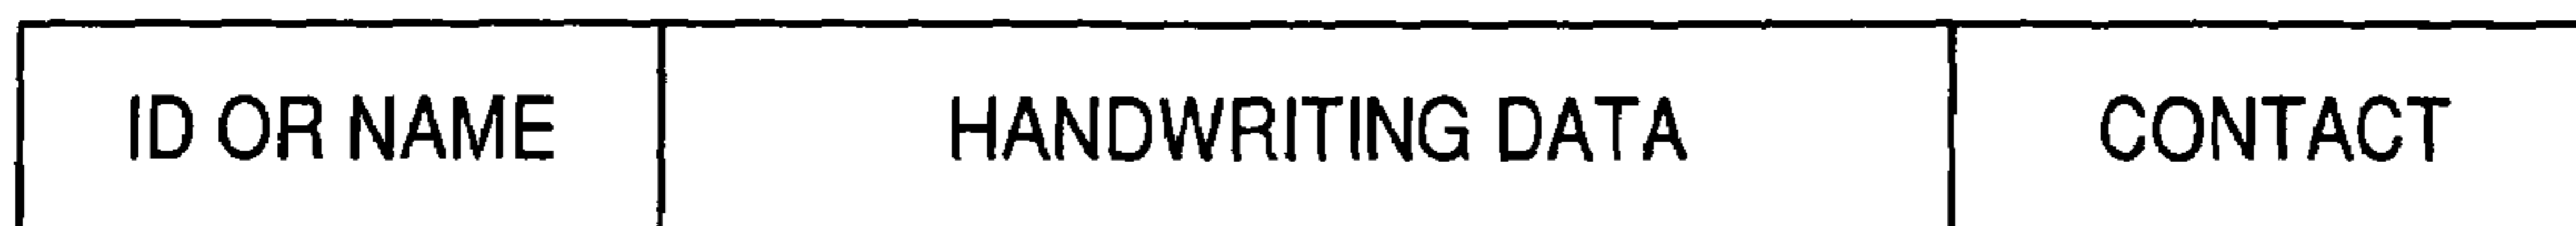 ID OR NAME HANDWRITING DATA CONTACT